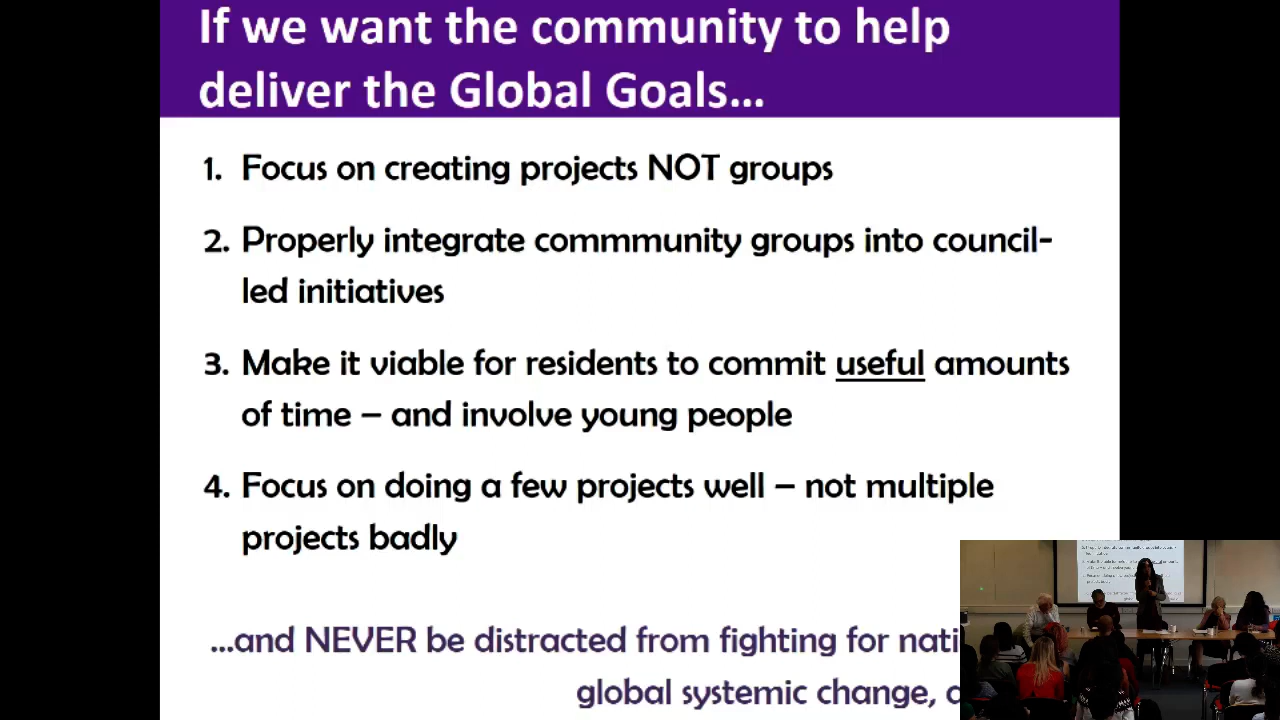 If we want the community to help
deliver the Global Goals...
1. Focus on creating projects NOT groups
2. Properly integrate commmunity groups into council-
led initiatives
3. Make it viable for residents to commit useful amounts
of time – and involve young people
4. Focus on doing a few projects well – not multiple
projects badly
...and NEVER be distracted from fighting for
global systemic change,